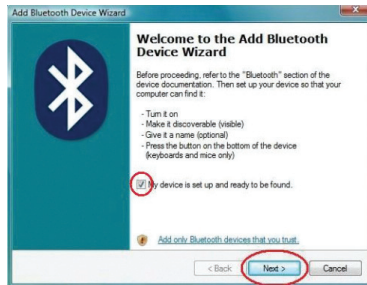 Add Bluetooth Device Wizard
Welcome to the Add Bluetooth
Device Wizard
Before proceeding, refer to the "Bluetooth" section of the
device documentation. Then set up your device so that your
computer can find it:
- Turn it on
- Make it discoverable (visible)
- Give it a name (optional)
- Press the button on the bottom of the device
(keyboards and mice only)
My device is set up and ready to be found.
Add only Bluetooth devices that you trust.
< Back
Next >
Cancel